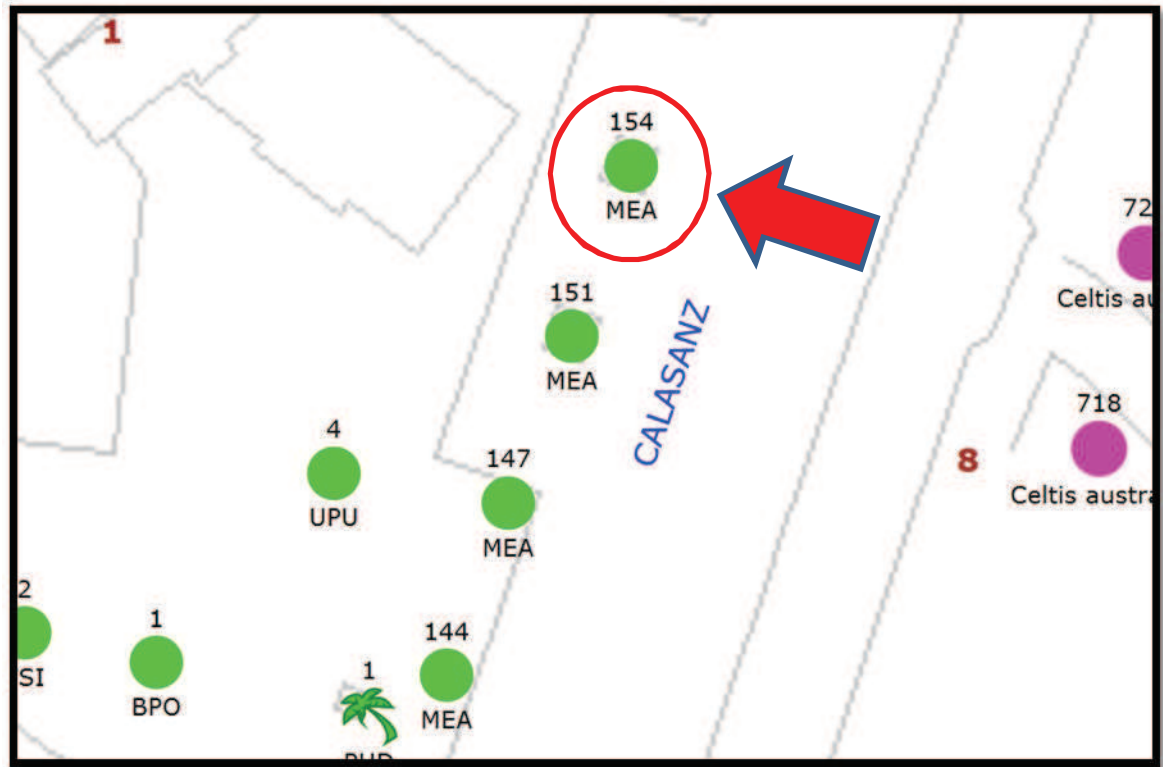 1
154
MEA
72
Celtis au
151
MEA
CALASANZ
718
Celtis austra
8
4
UPU
147
MEA
2
SI
1
BPO
144
MEA
1